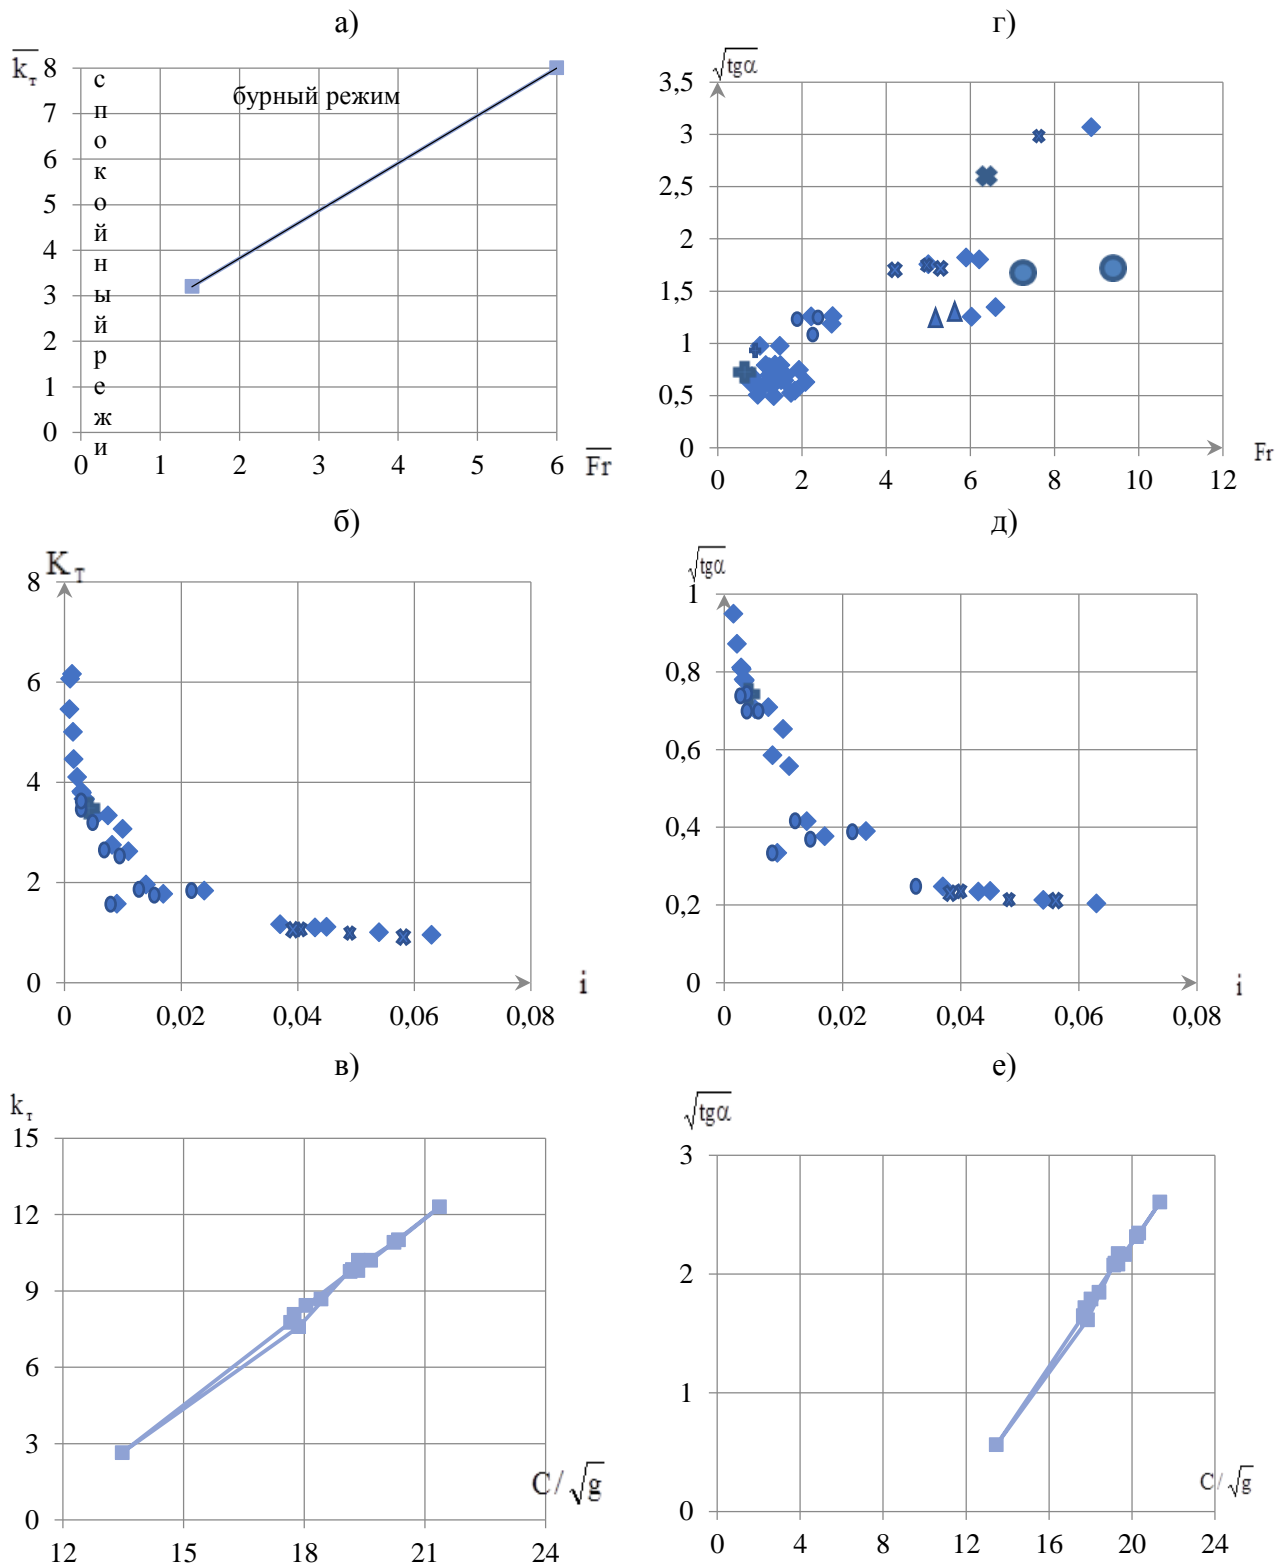 а)
k̅т
8
7
6
5
4
3
2
1
0
спокойный режи
бурный режим
0 1 2 3 4 5 6
F̅r̅
г)
√tgα
3,5
3
2,5
2
1,5
1
0,5
0
0 2 4 6 8 10 12
Fr
б)
Kт
8
6
4
2
0
0 0,02 0,04 0,06 0,08
i
д)
√tgα
1
0,8
0,6
0,4
0,2
0
0 0,02 0,04 0,06 0,08
i
в)
kт
15
12
9
6
3
0
12 15 18 21 24
C/√g
е)
√tgα
3
2
1
0
0 4 8 12 16 20 24
C/√g